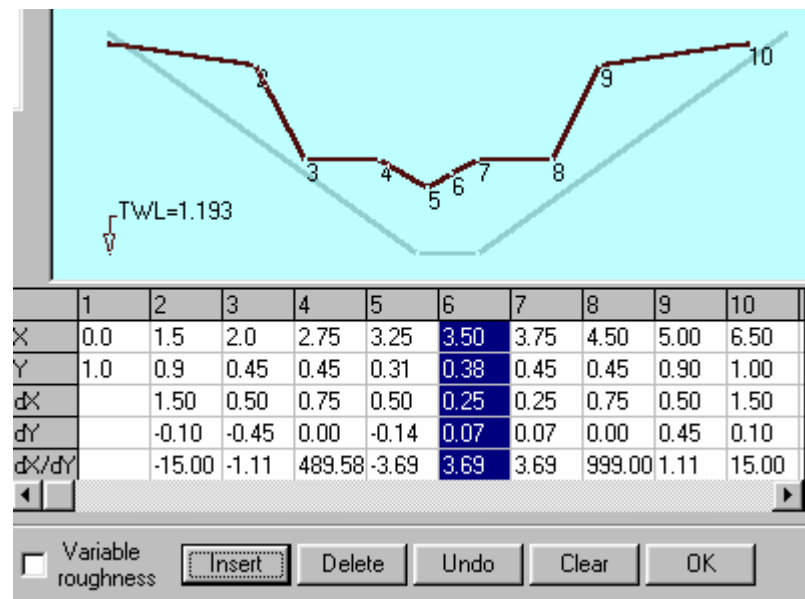 2
9
10
3
4
5
6
7
8
TWL=1.193
1 2 3 4 5 6 7 8 9 10
X 0.0 1.5 2.0 2.75 3.25 3.50 3.75 4.50 5.00 6.50
Y 1.0 0.9 0.45 0.45 0.31 0.38 0.45 0.45 0.90 1.00
dX 1.50 0.50 0.75 0.50 0.25 0.25 0.75 0.50 1.50
dY -0.10 -0.45 0.00 -0.14 0.07 0.07 0.00 0.45 0.10
dX/dY -15.00 -1.11 489.58 -3.69 3.69 3.69 999.00 1.11 15.00
Variable
roughness
Insert Delete Undo Clear OK